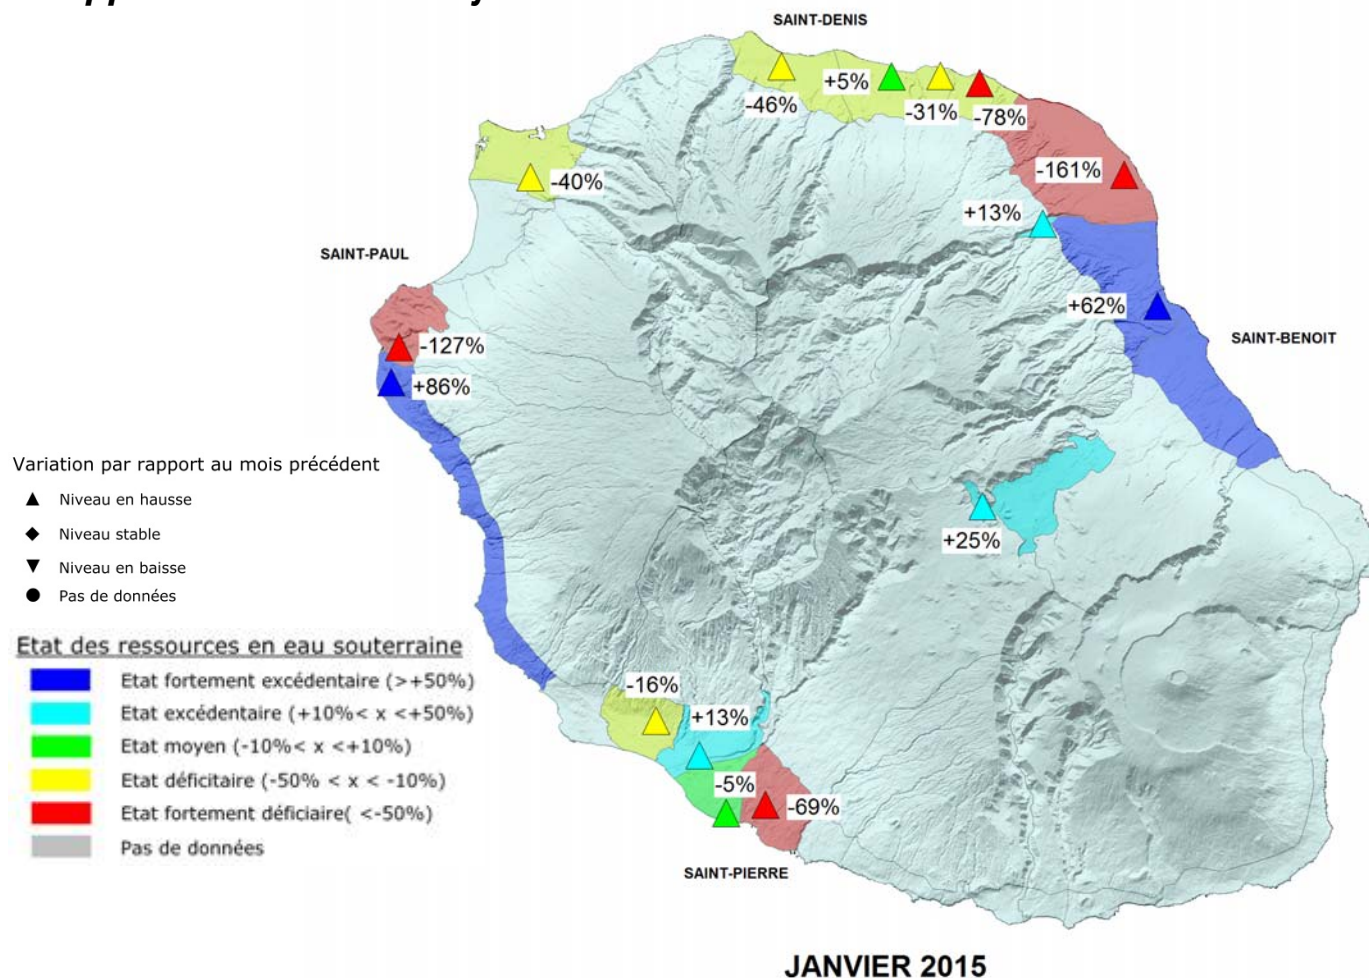 SAINT-DENIS
-46%
+5%
-31%
-78%
-161%
-40%
+13%
SAINT-PAUL
+62%
SAINT-BENOIT
-127%
+86%
+25%
Variation par rapport au mois précédent
Niveau en hausse
Niveau stable
Niveau en baisse
Pas de données
Etat des ressources en eau souterraine
Etat fortement excédentaire (>+50%)
Etat excédentaire (+10%< x <+50%)
Etat moyen (-10%< x <+10%)
Etat déficitaire (-50% < x < -10%)
Etat fortement déficiaire( <-50%)
Pas de données
-16%
+13%
-5%
-69%
SAINT-PIERRE
JANVIER 2015